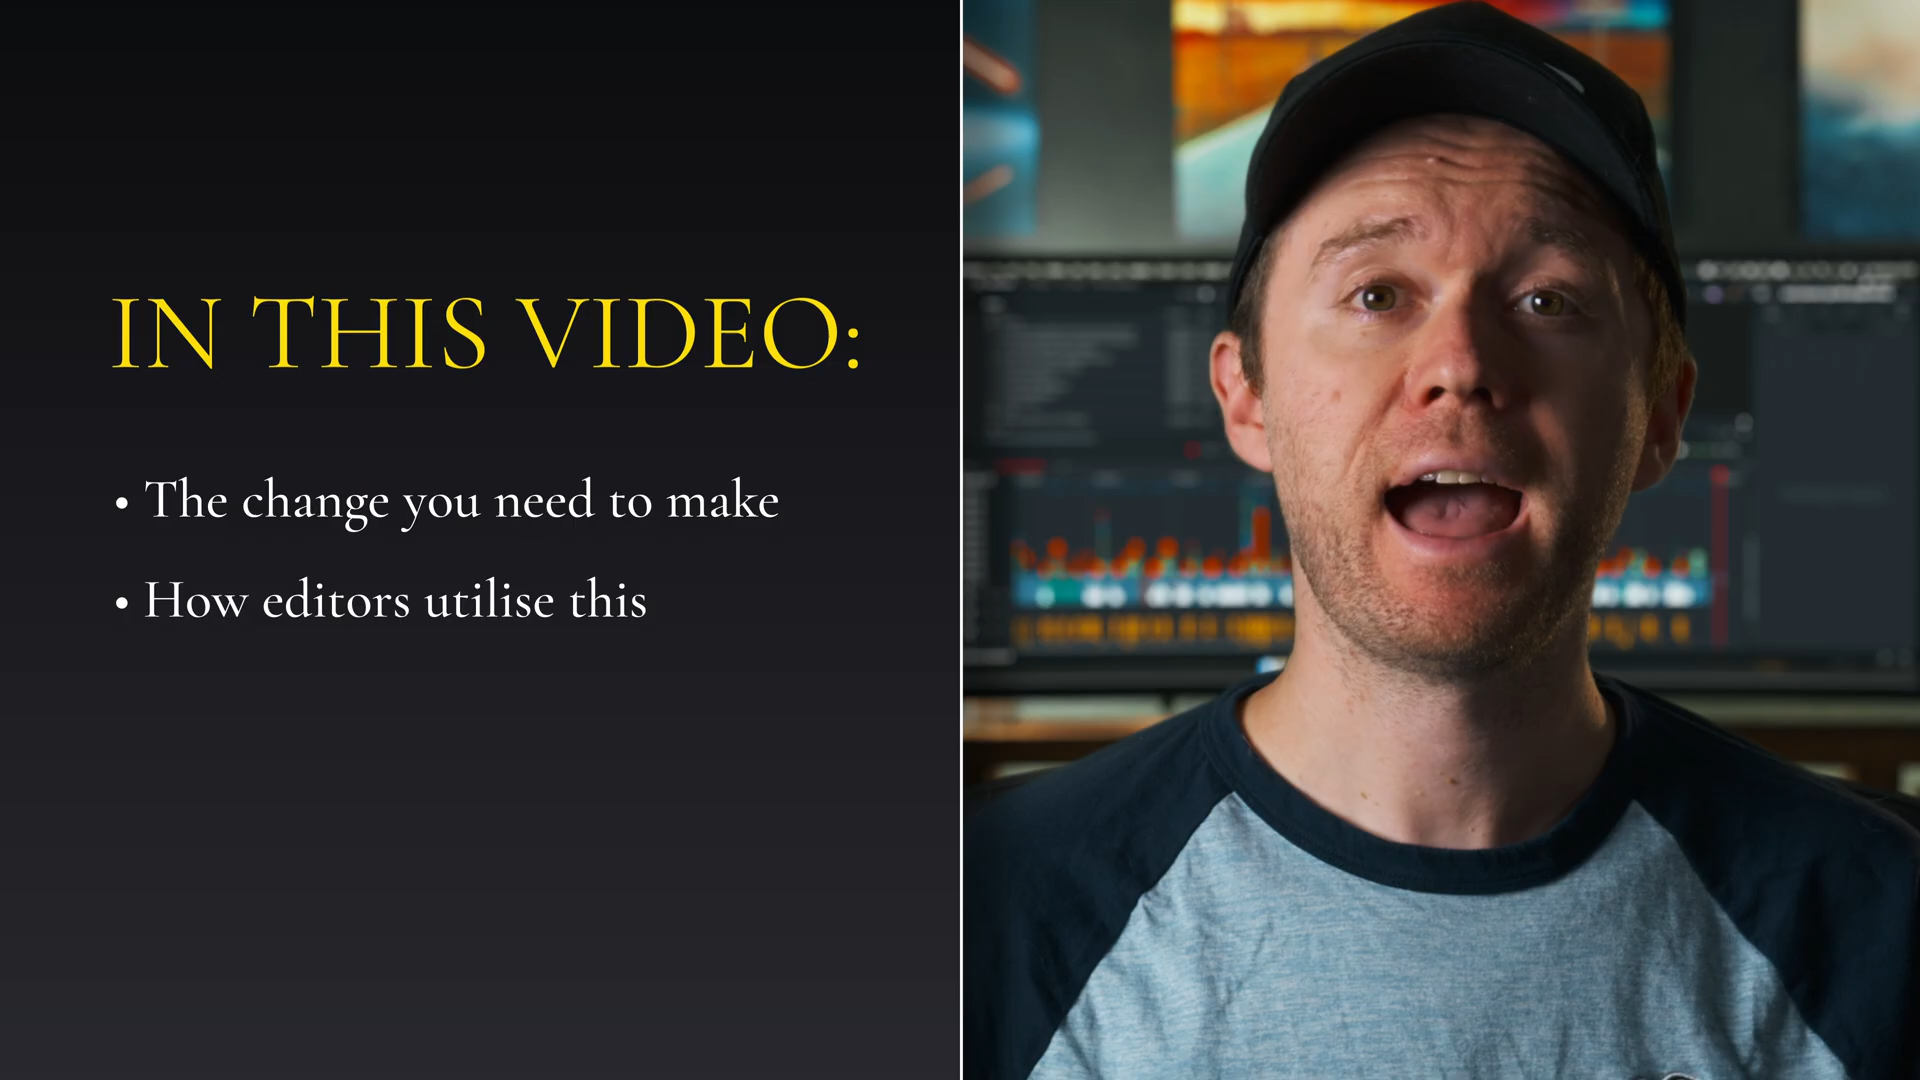 IN THIS VIDEO:
• The change you need to make
• How editors utilise this